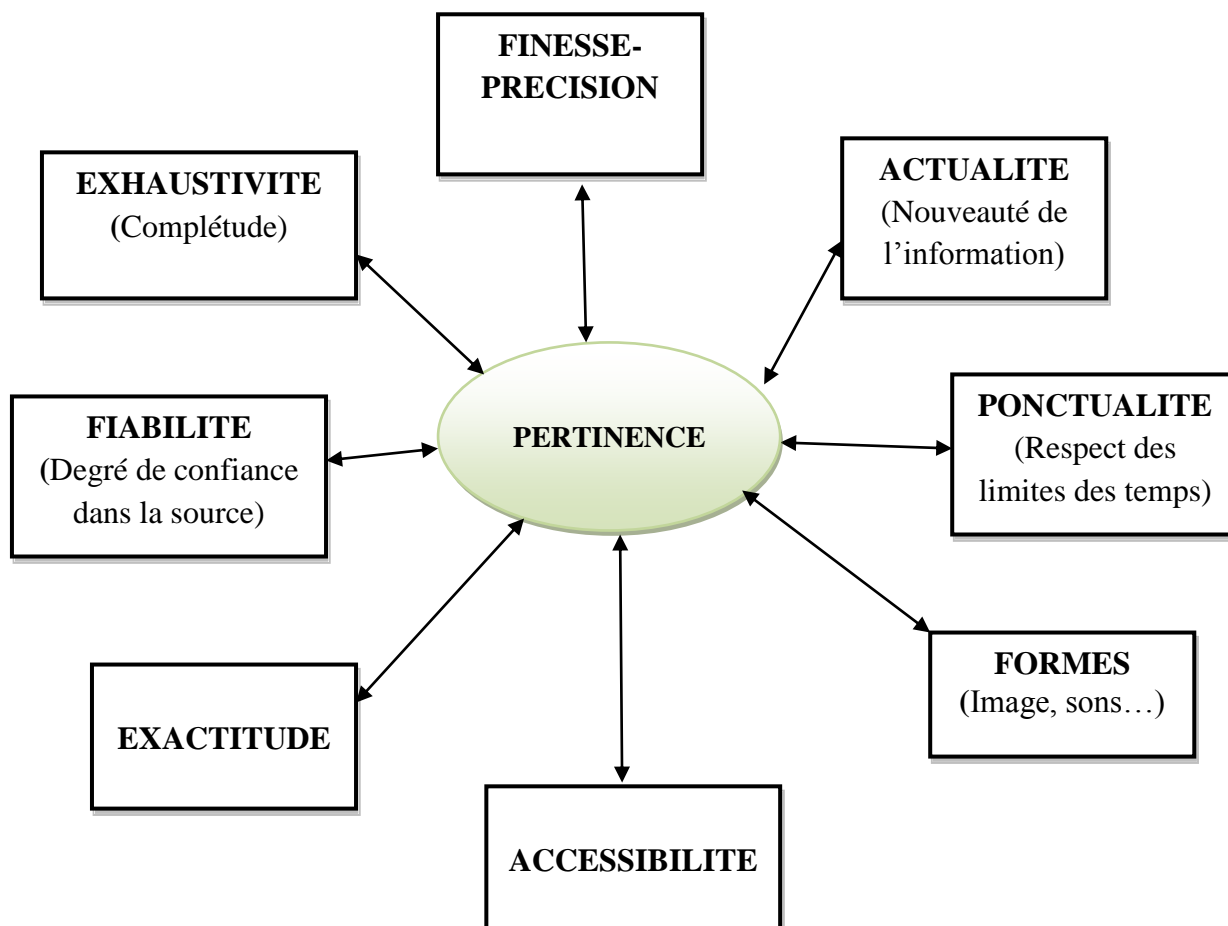 FINESSE-
PRECISION
EXHAUSTIVITE
(Complétude)
ACTUALITE
(Nouveauté de
l’information)
FIABILITE
(Degré de confiance
dans la source)
PERTINENCE
PONCTUALITE
(Respect des
limites des temps)
EXACTITUDE
FORMES
(Image, sons…)
ACCESSIBILITE